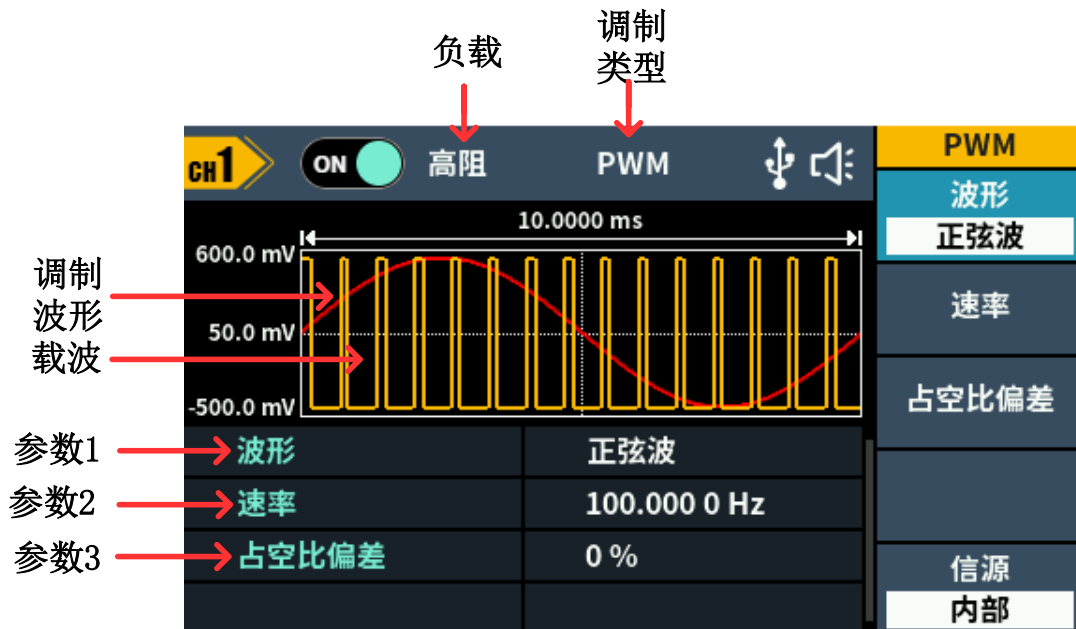 调制
类型
负载
CH1
ON
高阻
PWM
PWM
波形
正弦波
速率
占空比偏差
信源
内部
10.0000 ms
600.0 mV
50.0 mV
-500.0 mV
调制
波形
载波
参数1
波形
正弦波
参数2
速率
100.000 0 Hz
参数3
占空比偏差
0 %